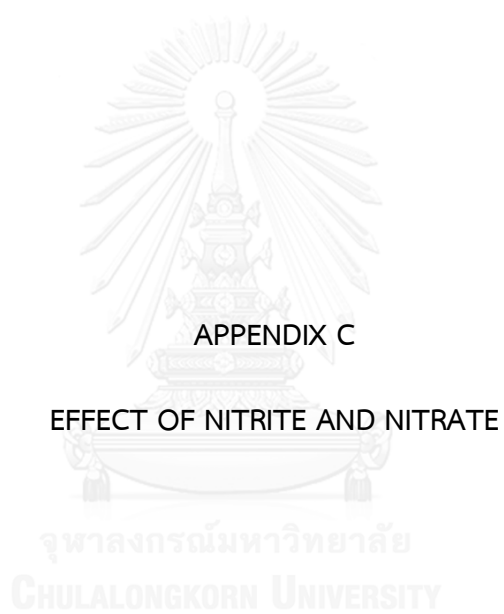 APPENDIX C
EFFECT OF NITRITE AND NITRATE
จุฬาลงกรณ์มหาวิทยาลัย
CHULALONGKORN UNIVERSITY